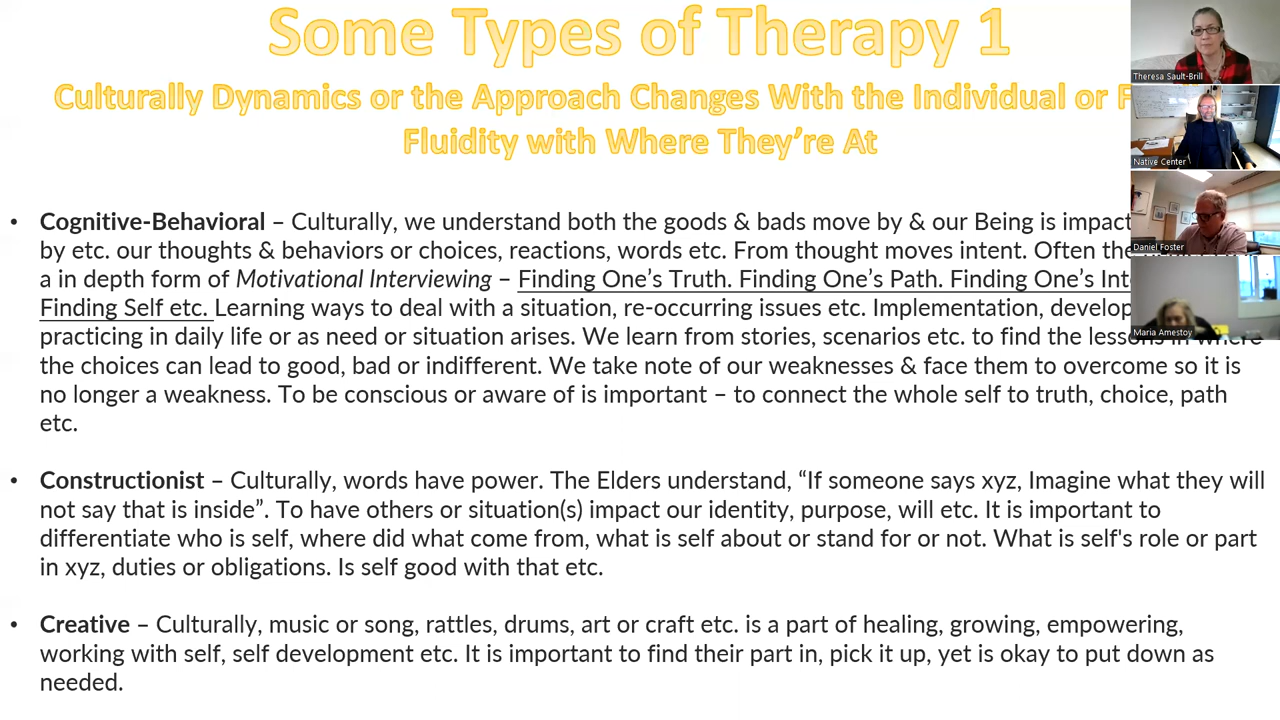 Some Types of Therapy 1
Culturally Dynamics or the Approach Changes With the Individual or
Fluidity with Where They're At
• Cognitive-Behavioral – Culturally, we understand both the goods & bads move by & our Being is impact
by etc. our thoughts & behaviors or choices, reactions, words etc. From thought moves intent. Often
a in depth form of Motivational Interviewing – Finding One's Truth. Finding One's Path. Finding One's
Finding Self etc. Learning ways to deal with a situation, re-occurring issues etc. Implementation,
practicing in daily life or as need or situation arises. We learn from stories, scenarios etc. to find the lessons in where
the choices can lead to good, bad or indifferent. We take note of our weaknesses & face them to overcome so it is
no longer a weakness. To be conscious or aware of is important – to connect the whole self to truth, choice, path
etc.
• Constructionist – Culturally, words have power. The Elders understand, “If someone says xyz, Imagine what they will
not say that is inside”. To have others or situation(s) impact our identity, purpose, will etc. It is important to
differentiate who is self, where did what come from, what is self about or stand for or not. What is self's role or part
in xyz, duties or obligations. Is self good with that etc.
• Creative – Culturally, music or song, rattles, drums, art or craft etc. is a part of healing, growing, empowering,
working with self, self development etc. It is important to find their part in, pick it up, yet is okay to put down as
needed.
Theresa Sault-Brill
Native Center
Daniel Foster
Maria Amestoy